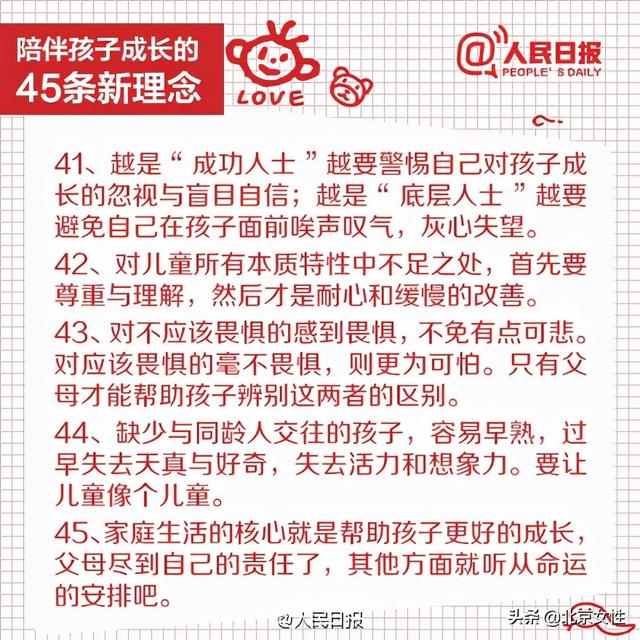 陪伴孩子成长的
45条新理念
LOVE
@人民日报
PEOPLE'S DAILY
41、越是“成功人士”越要警惕自己对孩子成
长的忽视与盲目自信；越是“底层人士”越要
避免自己在孩子面前唉声叹气，灰心失望。
42、对儿童所有本质特性中不足之处，首先要
尊重与理解，然后才是耐心和缓慢的改善。
43、对不应该畏惧的感到畏惧，不免有点可悲。
对应该畏惧的毫不畏惧，则更为可怕。只有父
母才能帮助孩子辨别这两者的区别。
44、缺少与同龄人交往的孩子，容易早熟，过
早失去天真与好奇，失去活力和想象力。要让
儿童像个儿童。
45、家庭生活的核心就是帮助孩子更好的成长，
父母尽到自己的责任了，其他方面就听从命运
的安排吧。
@人民日报
头条@北京女性